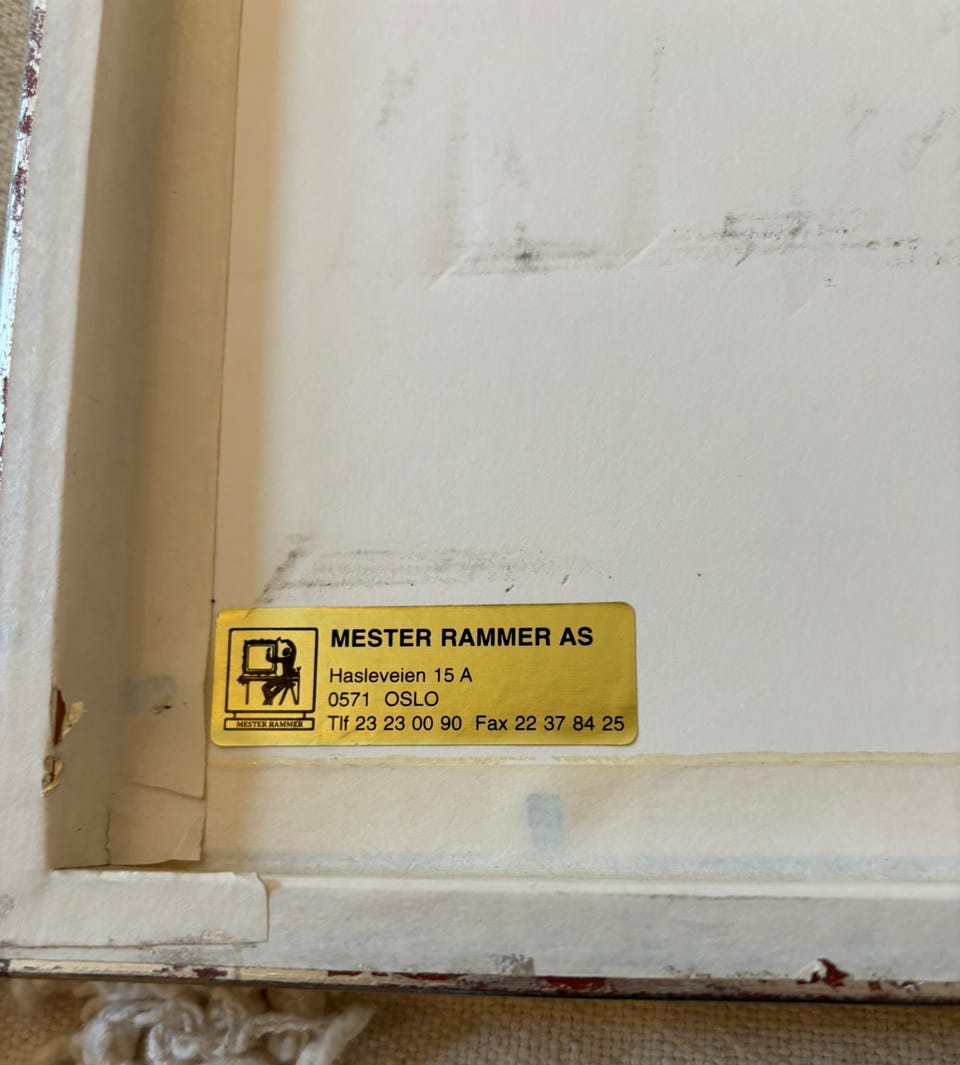 MESTER RAMMER AS
Hasleveien 15 A
0571 OSLO
Tlf 23 23 00 90 Fax 22 37 84 25
MESTER RAMMER